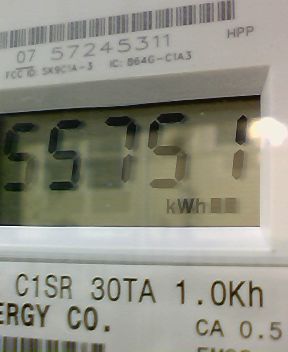 07 57245311
HPP
FCC ID: SK9C1A-3 IC: 864G-C1A3
55751
kWh
C1SR 30TA 1.0Kh
ERGY CO.
CA 0.5